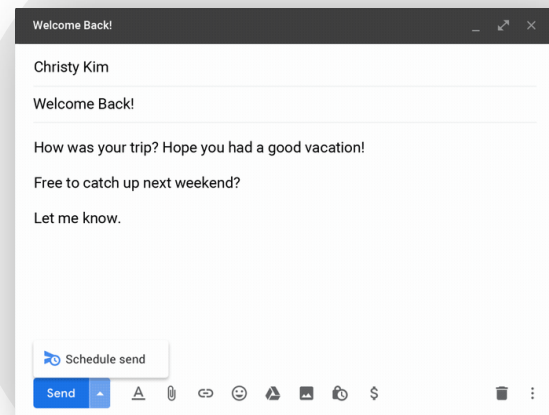 Welcome Back!
Christy Kim
Welcome Back!
How was your trip? Hope you had a good vacation!
Free to catch up next weekend?
Let me know.
Schedule send
Send